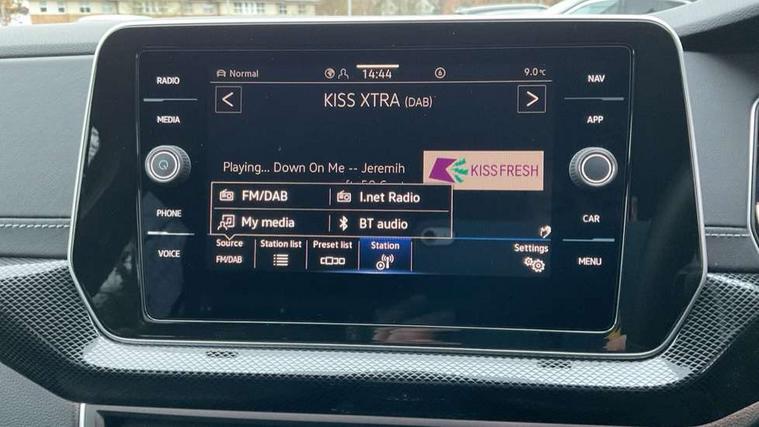 RADIO
MEDIA
PHONE
VOICE
Normal
14:44
9.0°C
KISS XTRA (DAB)
Playing... Down On Me -- Jeremih
KISS FRESH
FM/DAB
I.net Radio
My media
BT audio
Source
FM/DAB
Station list
Preset list
Station
Settings
NAV
APP
CAR
MENU